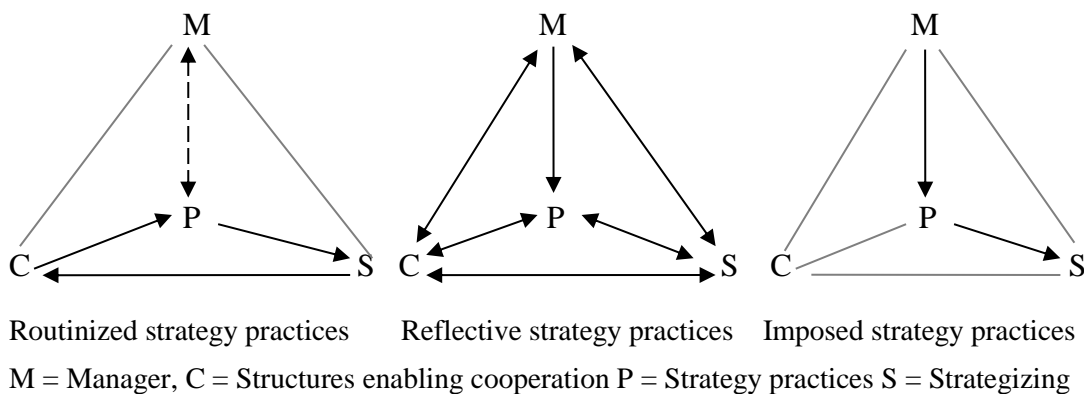 M M M
P P P
C S C S C S
Routinized strategy practices Reflective strategy practices Imposed strategy practices
M = Manager, C = Structures enabling cooperation P = Strategy practices S = Strategizing